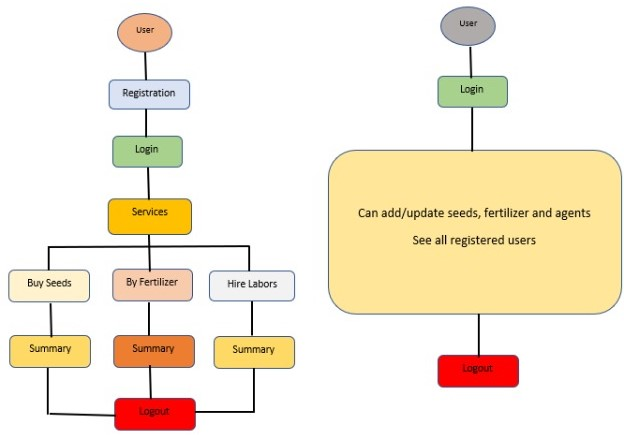 User
Registration
Login
Services
Buy Seeds
By Fertilizer
Hire Labors
Summary
Summary
Summary
Logout
User
Login
Can add/update seeds, fertilizer and agents
See all registered users
Logout